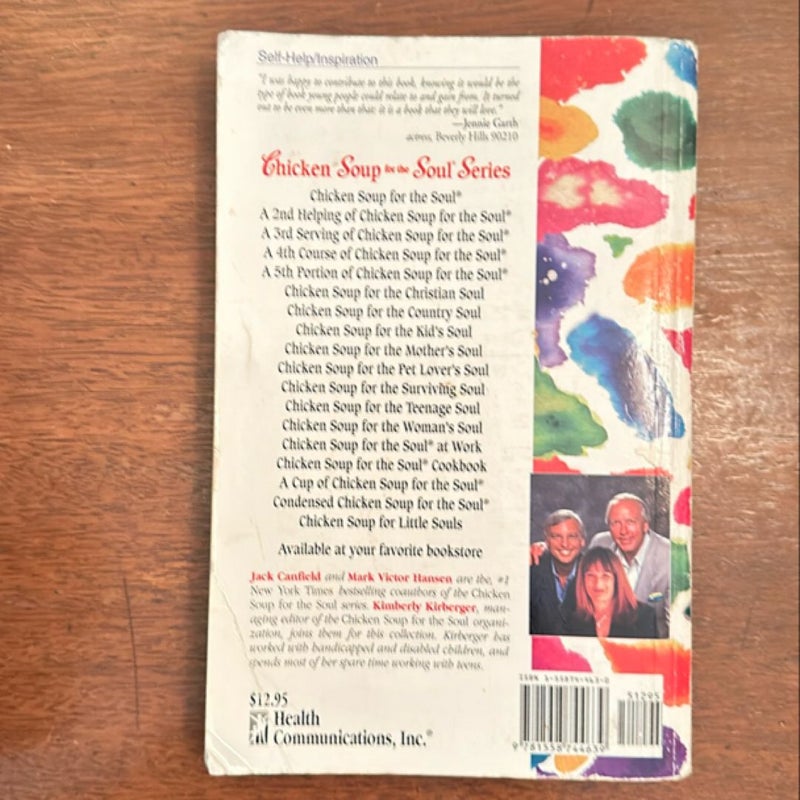 Self-Help/Inspiration
"I was happy to contribute to this book, knowing it would be the
type of book young people could relate to and gain from. It turned
out to be even more than that: it is a book that they will love."
—Jennie Garth
actress, Beverly Hills 90210
Chicken Soup for the Soul® Series
Chicken Soup for the Soul®
A 2nd Helping of Chicken Soup for the Soul®
A 3rd Serving of Chicken Soup for the Soul®
A 4th Course of Chicken Soup for the Soul®
A 5th Portion of Chicken Soup for the Soul®
Chicken Soup for the Christian Soul
Chicken Soup for the Country Soul
Chicken Soup for the Kid's Soul
Chicken Soup for the Mother's Soul
Chicken Soup for the Pet Lover's Soul
Chicken Soup for the Surviving Soul
Chicken Soup for the Teenage Soul
Chicken Soup for the Woman's Soul
Chicken Soup for the Soul® at Work
Chicken Soup for the Soul® Cookbook
A Cup of Chicken Soup for the Soul®
Condensed Chicken Soup for the Soul®
Chicken Soup for Little Souls
Available at your favorite bookstore
Jack Canfield and Mark Victor Hansen are the, #1
New York Times bestselling coauthors of the Chicken
Soup for the Soul series. Kimberly Kirberger, man-
aging editor of the Chicken Soup for the Soul organi-
zation, joins them for this collection. Kirberger has
worked with handicapped and disabled children, and
spends most of her spare time working with teens.
$12.95
Health
Communications, Inc.®
ISBN 1-55874-463-0
51295
9 781558 744639